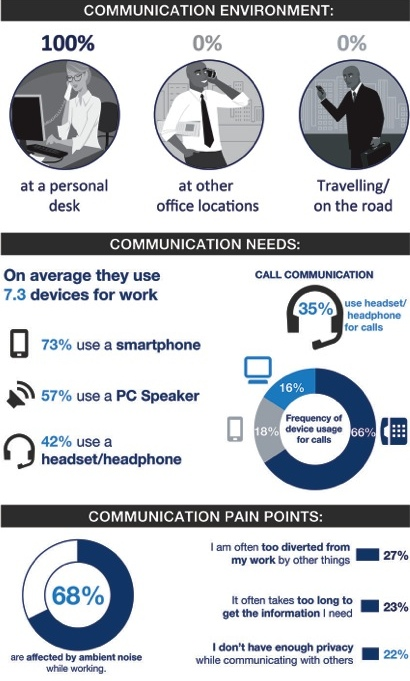 COMMUNICATION ENVIRONMENT:
100%
0%
0%
at a personal
desk
at other
office locations
Travelling/
on the road
COMMUNICATION NEEDS:
On average they use
7.3 devices for work
73% use a smartphone
57% use a PC Speaker
42% use a
headset/headphone
CALL COMMUNICATION
35%
use headset/
headphone
for calls
16%
18%
66%
Frequency of
device usage
for calls
COMMUNICATION PAIN POINTS:
68%
are affected by ambient noise
while working.
I am often too diverted from
my work by other things
27%
It often takes too long to
get the information I need
23%
I don't have enough privacy
while communicating with others
22%